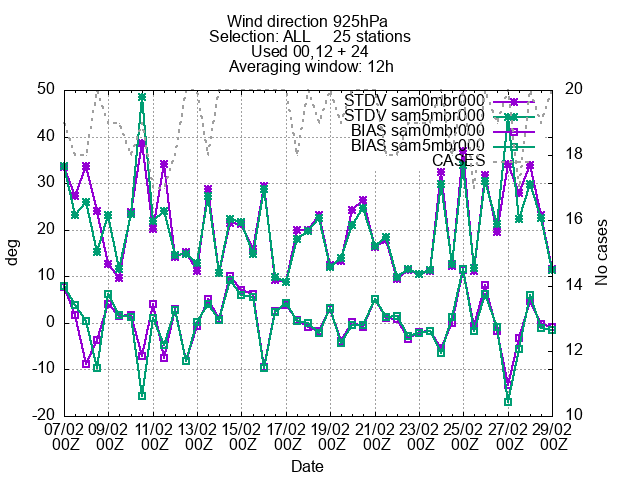 Wind direction 925hPa
Selection: ALL 25 stations
Used 00,12 + 24
Averaging window: 12h
STDV sam0mbr000
STDV sam5mbr000
BIAS sam0mbr000
BIAS sam5mbr000
CASES
50
40
30
20
10
0
-10
-20
deg
20
18
16
14
12
10
No cases
07/02 09/02 11/02 13/02 15/02 17/02 19/02 21/02 23/02 25/02 27/02 29/02
00Z 00Z 00Z 00Z 00Z 00Z 00Z 00Z 00Z 00Z 00Z 00Z
Date